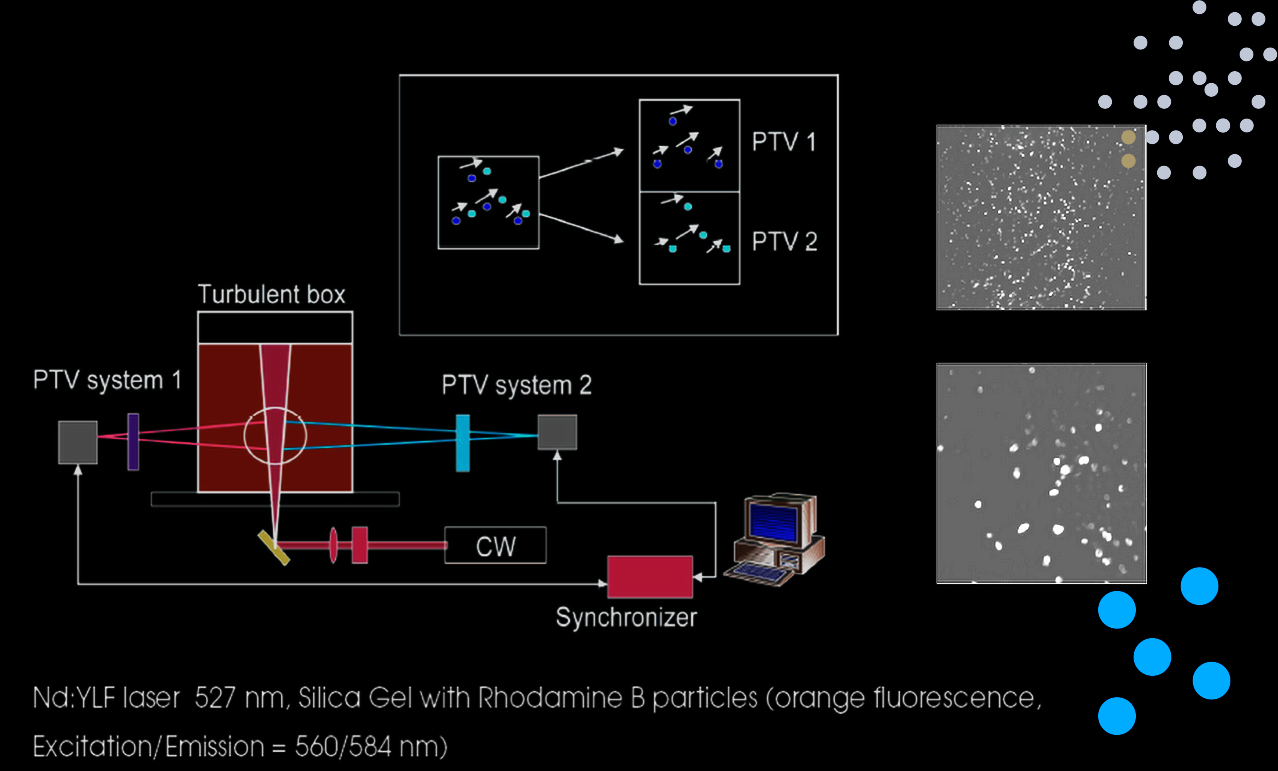 PTV 1
PTV 2
Turbulent box
PTV system 1
PTV system 2
CW
Synchronizer
Nd:YLF laser 527 nm, Silica Gel with Rhodamine B particles (orange fluorescence,
Excitation/Emission = 560/584 nm)